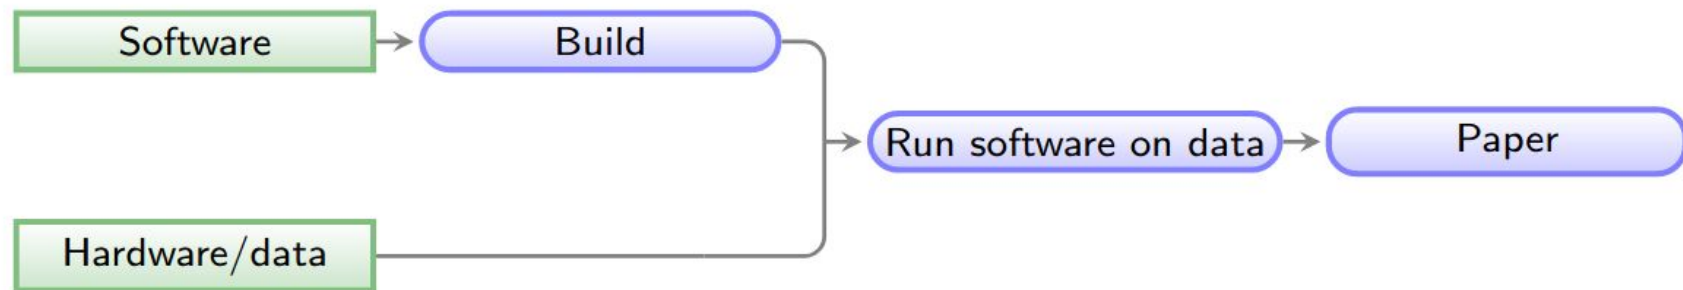 Software
Build
Run software on data
Paper
Hardware/data